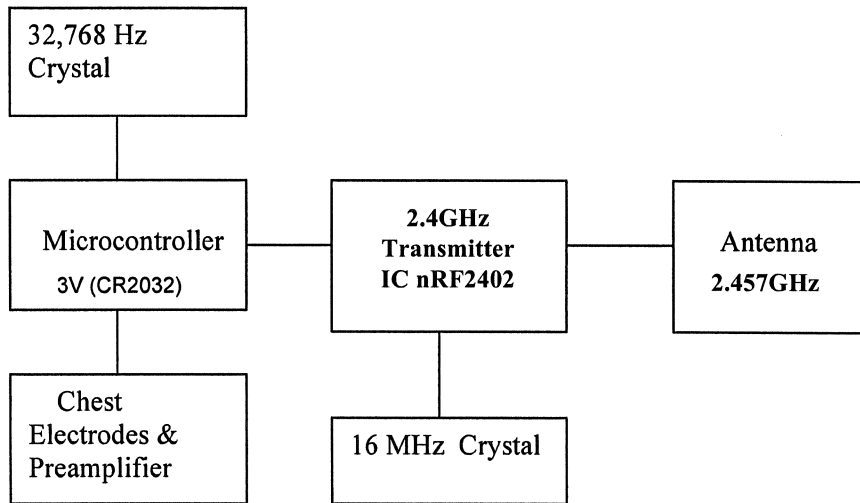 32,768 Hz
Crystal
Microcontroller
3V (CR2032)
2.4GHz
Transmitter
IC nRF2402
Antenna
2.457GHz
Chest
Electrodes &
Preamplifier
16 MHz Crystal